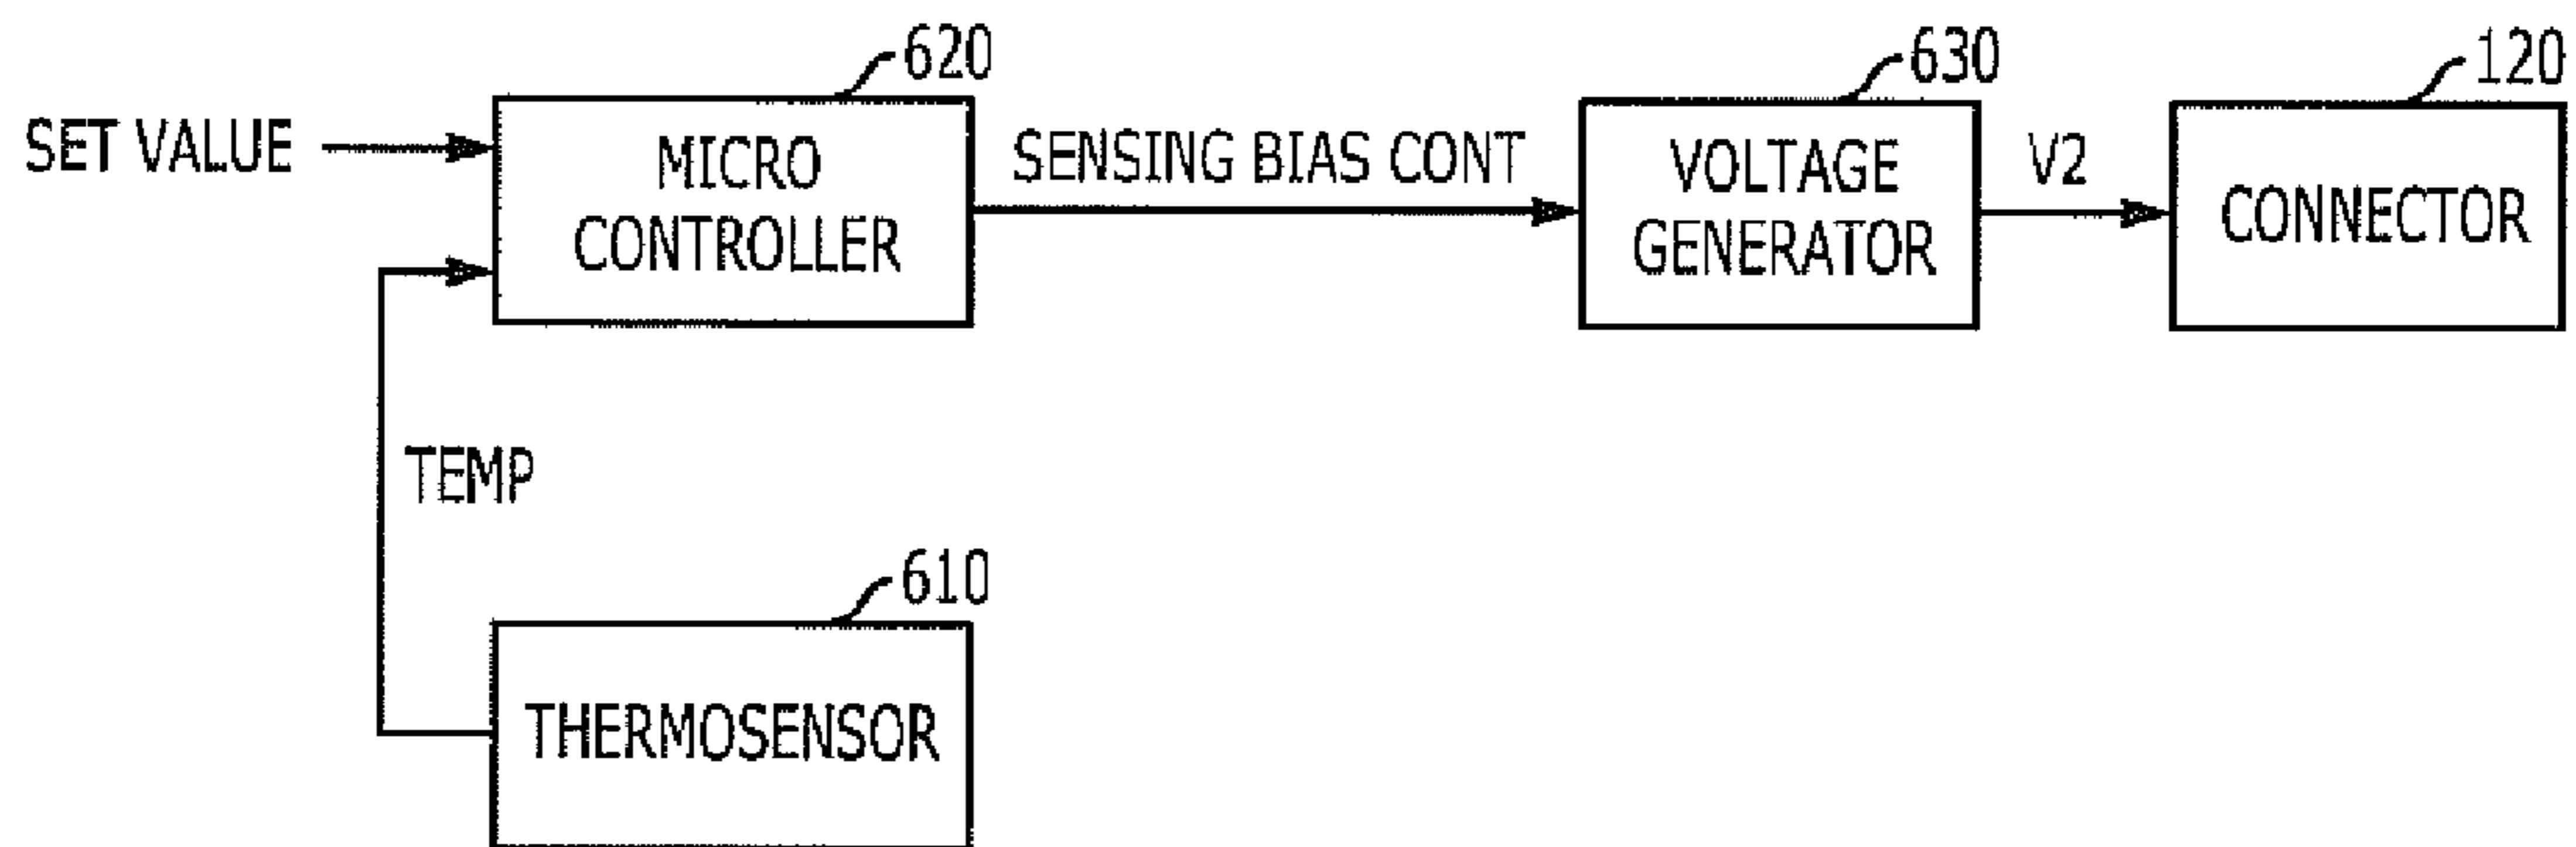 620
630
120
SET VALUE
MICRO
CONTROLLER
SENSING BIAS CONT
VOLTAGE
GENERATOR
V2
CONNECTOR
TEMP
610
THERMOSENSOR